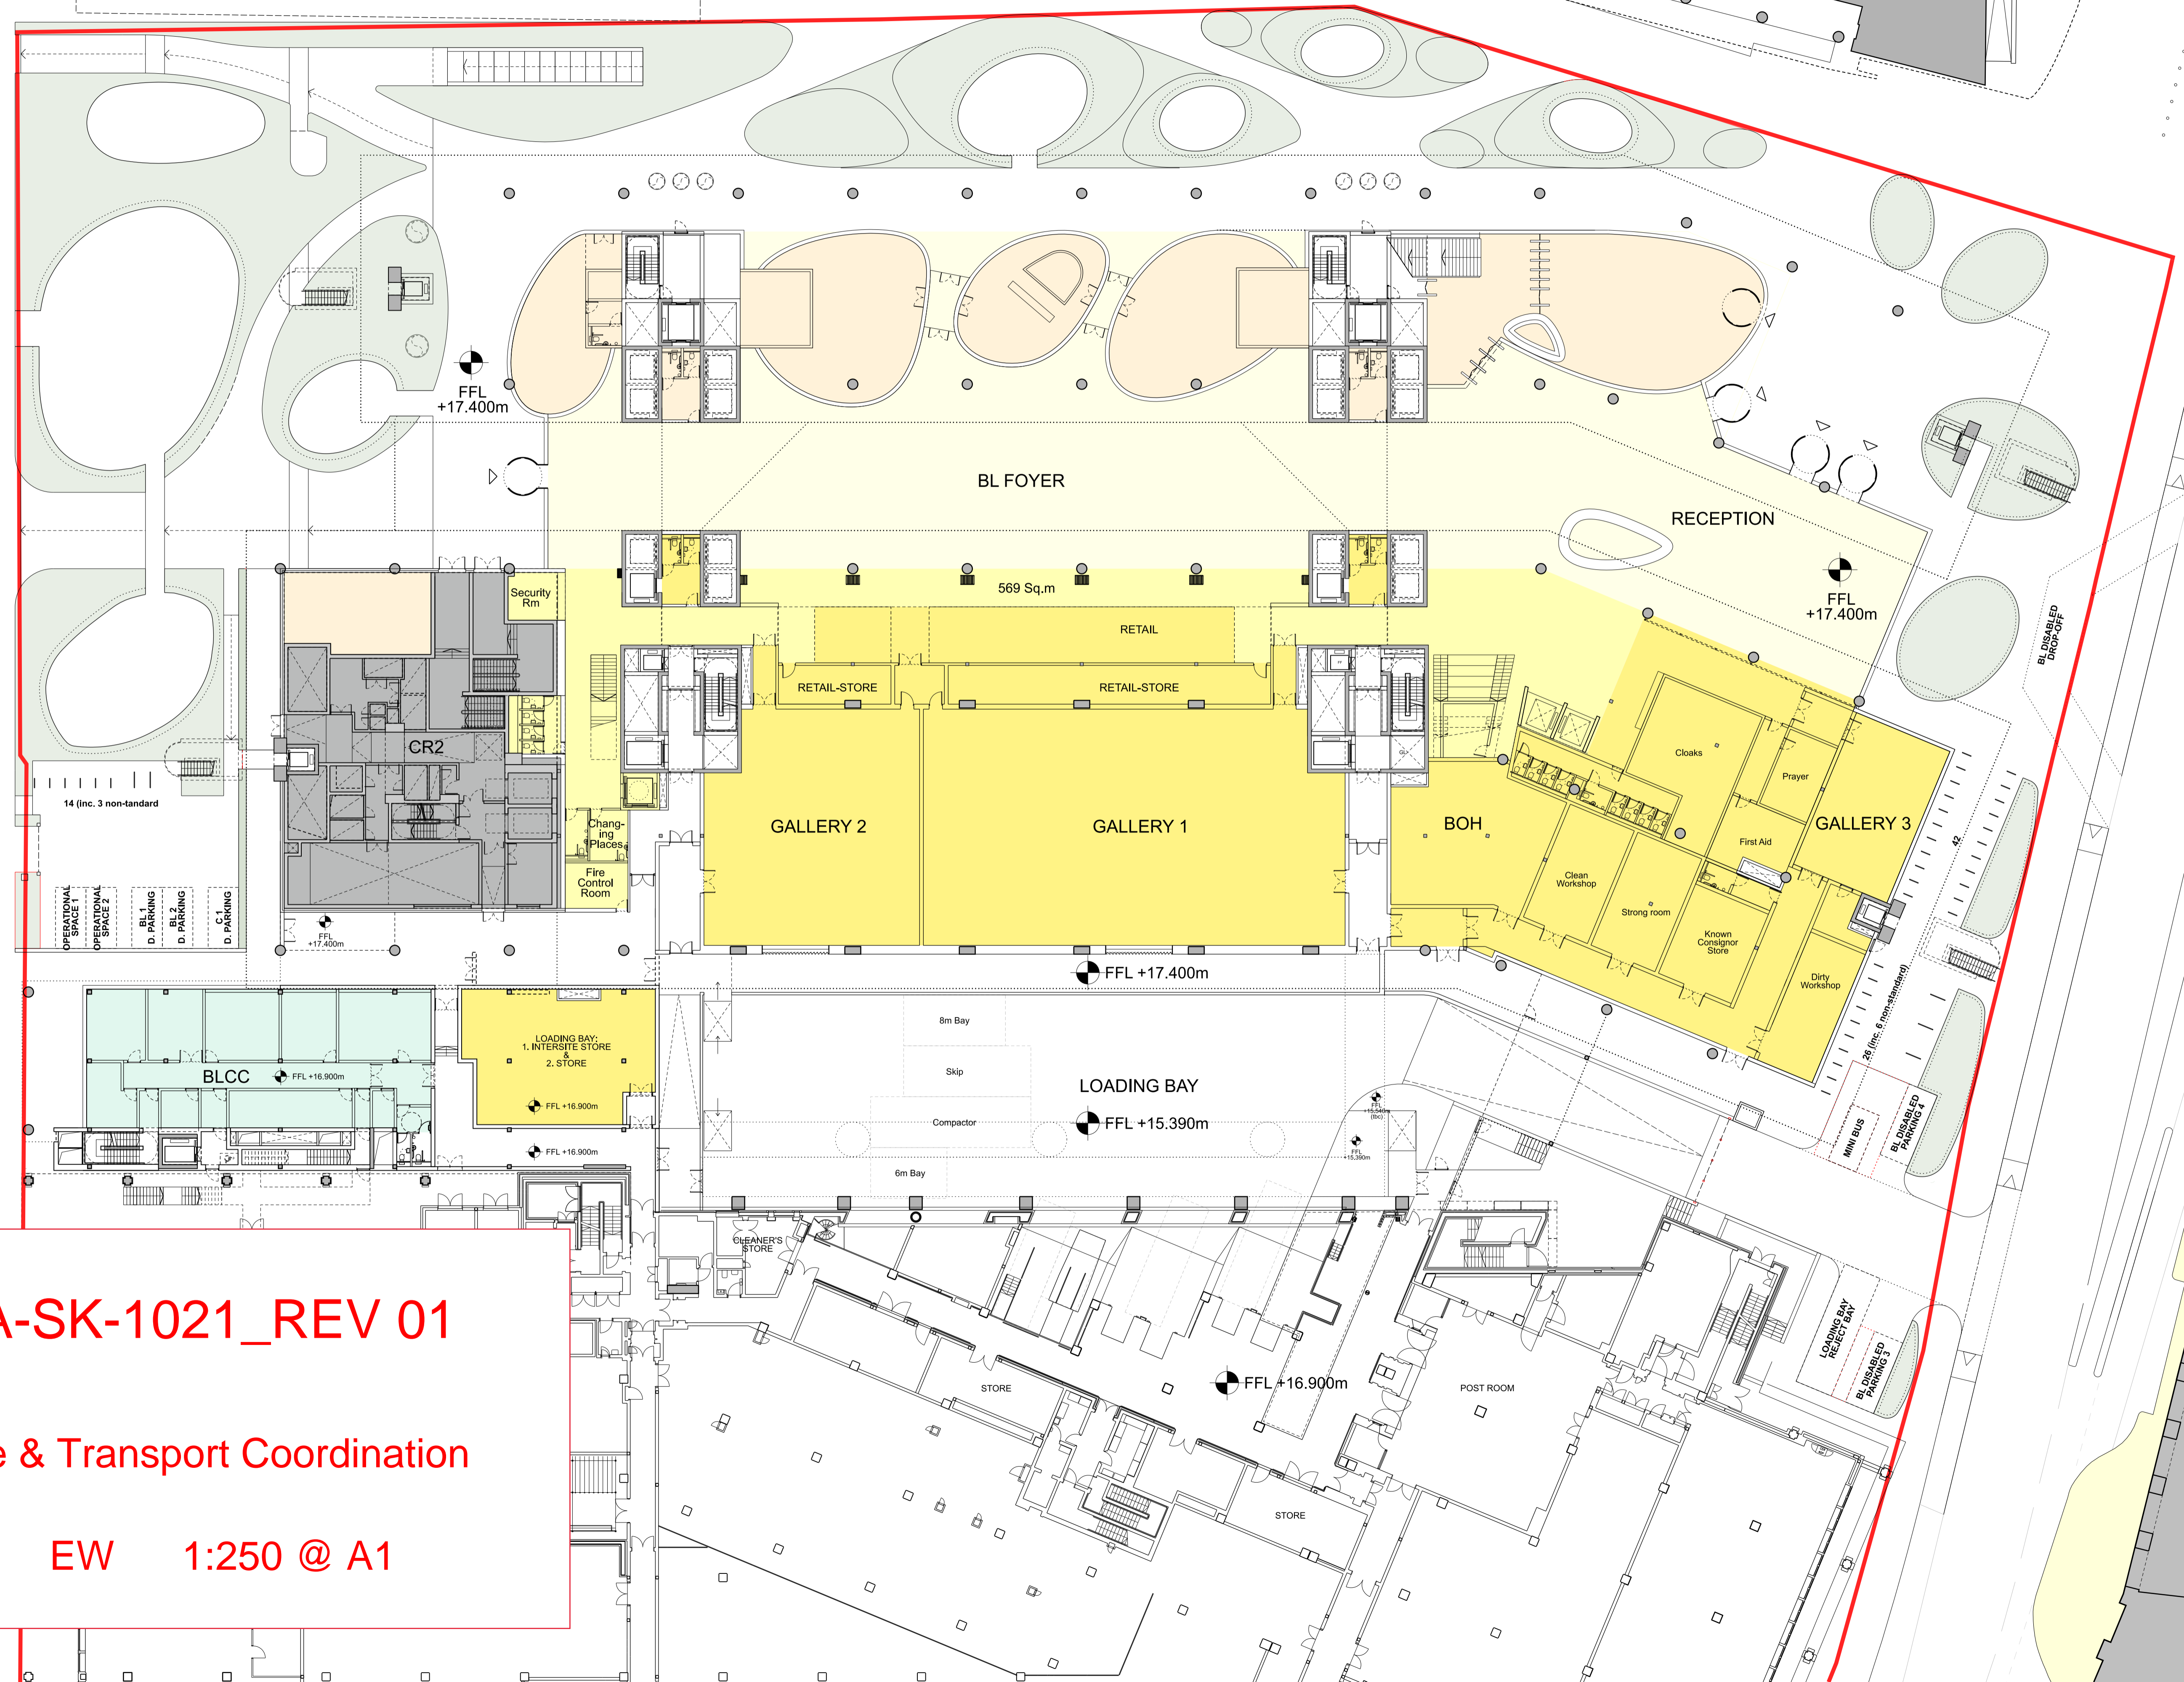 FFL
+17.400m
BL FOYER
RECEPTION
FFL
+17.400m
BL DISABLED
DROP-OFF
Security
Rm
569 Sq.m
RETAIL
RETAIL-STORE
RETAIL-STORE
CR2
Cloaks
Prayer
14 (inc. 3 non-tandard
Chang-
ing
Places
GALLERY 2
GALLERY 1
BOH
GALLERY 3
First Aid
42
Fire
Control
Room
Clean
Workshop
Strong room
Known
Consignor
Store
Dirty
Workshop
OPERATIONAL
SPACE 1
OPERATIONAL
SPACE 2
BL 1
D. PARKING
BL 2
D. PARKING
C 1
D. PARKING
FFL
+17.400m
FFL +17.400m
26 (inc. 6 non-standard)
8m Bay
LOADING BAY:
1. INTERSITE STORE
&
2. STORE
FFL +16.900m
BLCC
FFL +16.900m
Skip
LOADING BAY
Compactor
FFL +15.390m
FFL
+15.540m
(tbc)
FFL
+15.390m
6m Bay
FFL +16.900m
MINI BUS
BL DISABLED
PARKING 4
CLEANER'S
STORE
A-SK-1021_REV 01
LOADING BAY
REJECT BAY
BL DISABLED
PARKING 3
STORE
FFL +16.900m
POST ROOM
e & Transport Coordination
STORE
EW 1:250 @ A1